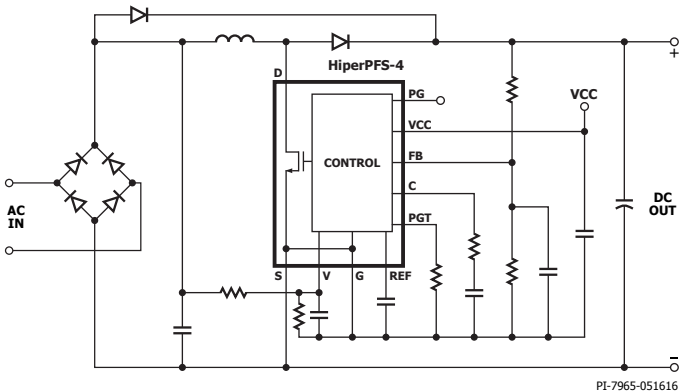 HiperPFS-4
D
PG
VCC
VCC
FB
CONTROL
C
PGT
AC
IN
DC
OUT
+
S
V
G
REF
–
PI-7965-051616